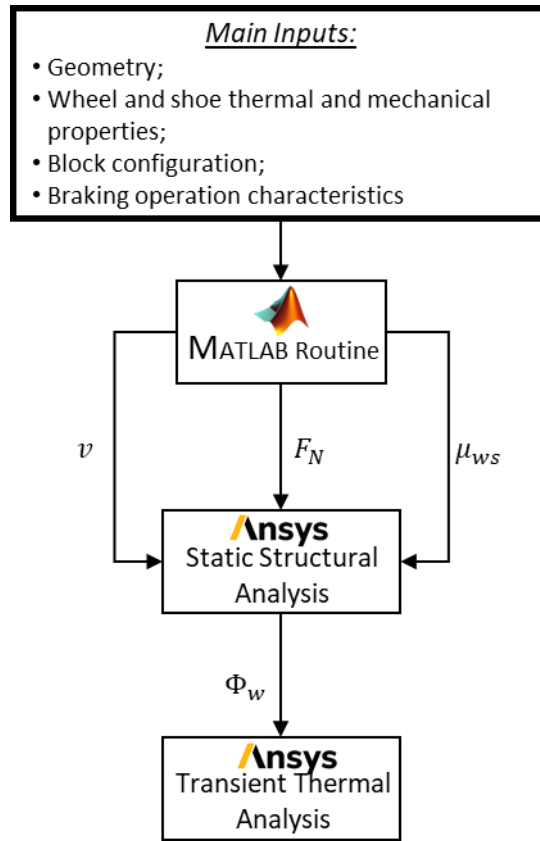 Main Inputs:
• Geometry;
• Wheel and shoe thermal and mechanical
properties;
• Block configuration;
• Braking operation characteristics
MATLAB Routine
v
F_N
μ_ws
Ansys
Static Structural
Analysis
Φ_w
Ansys
Transient Thermal
Analysis